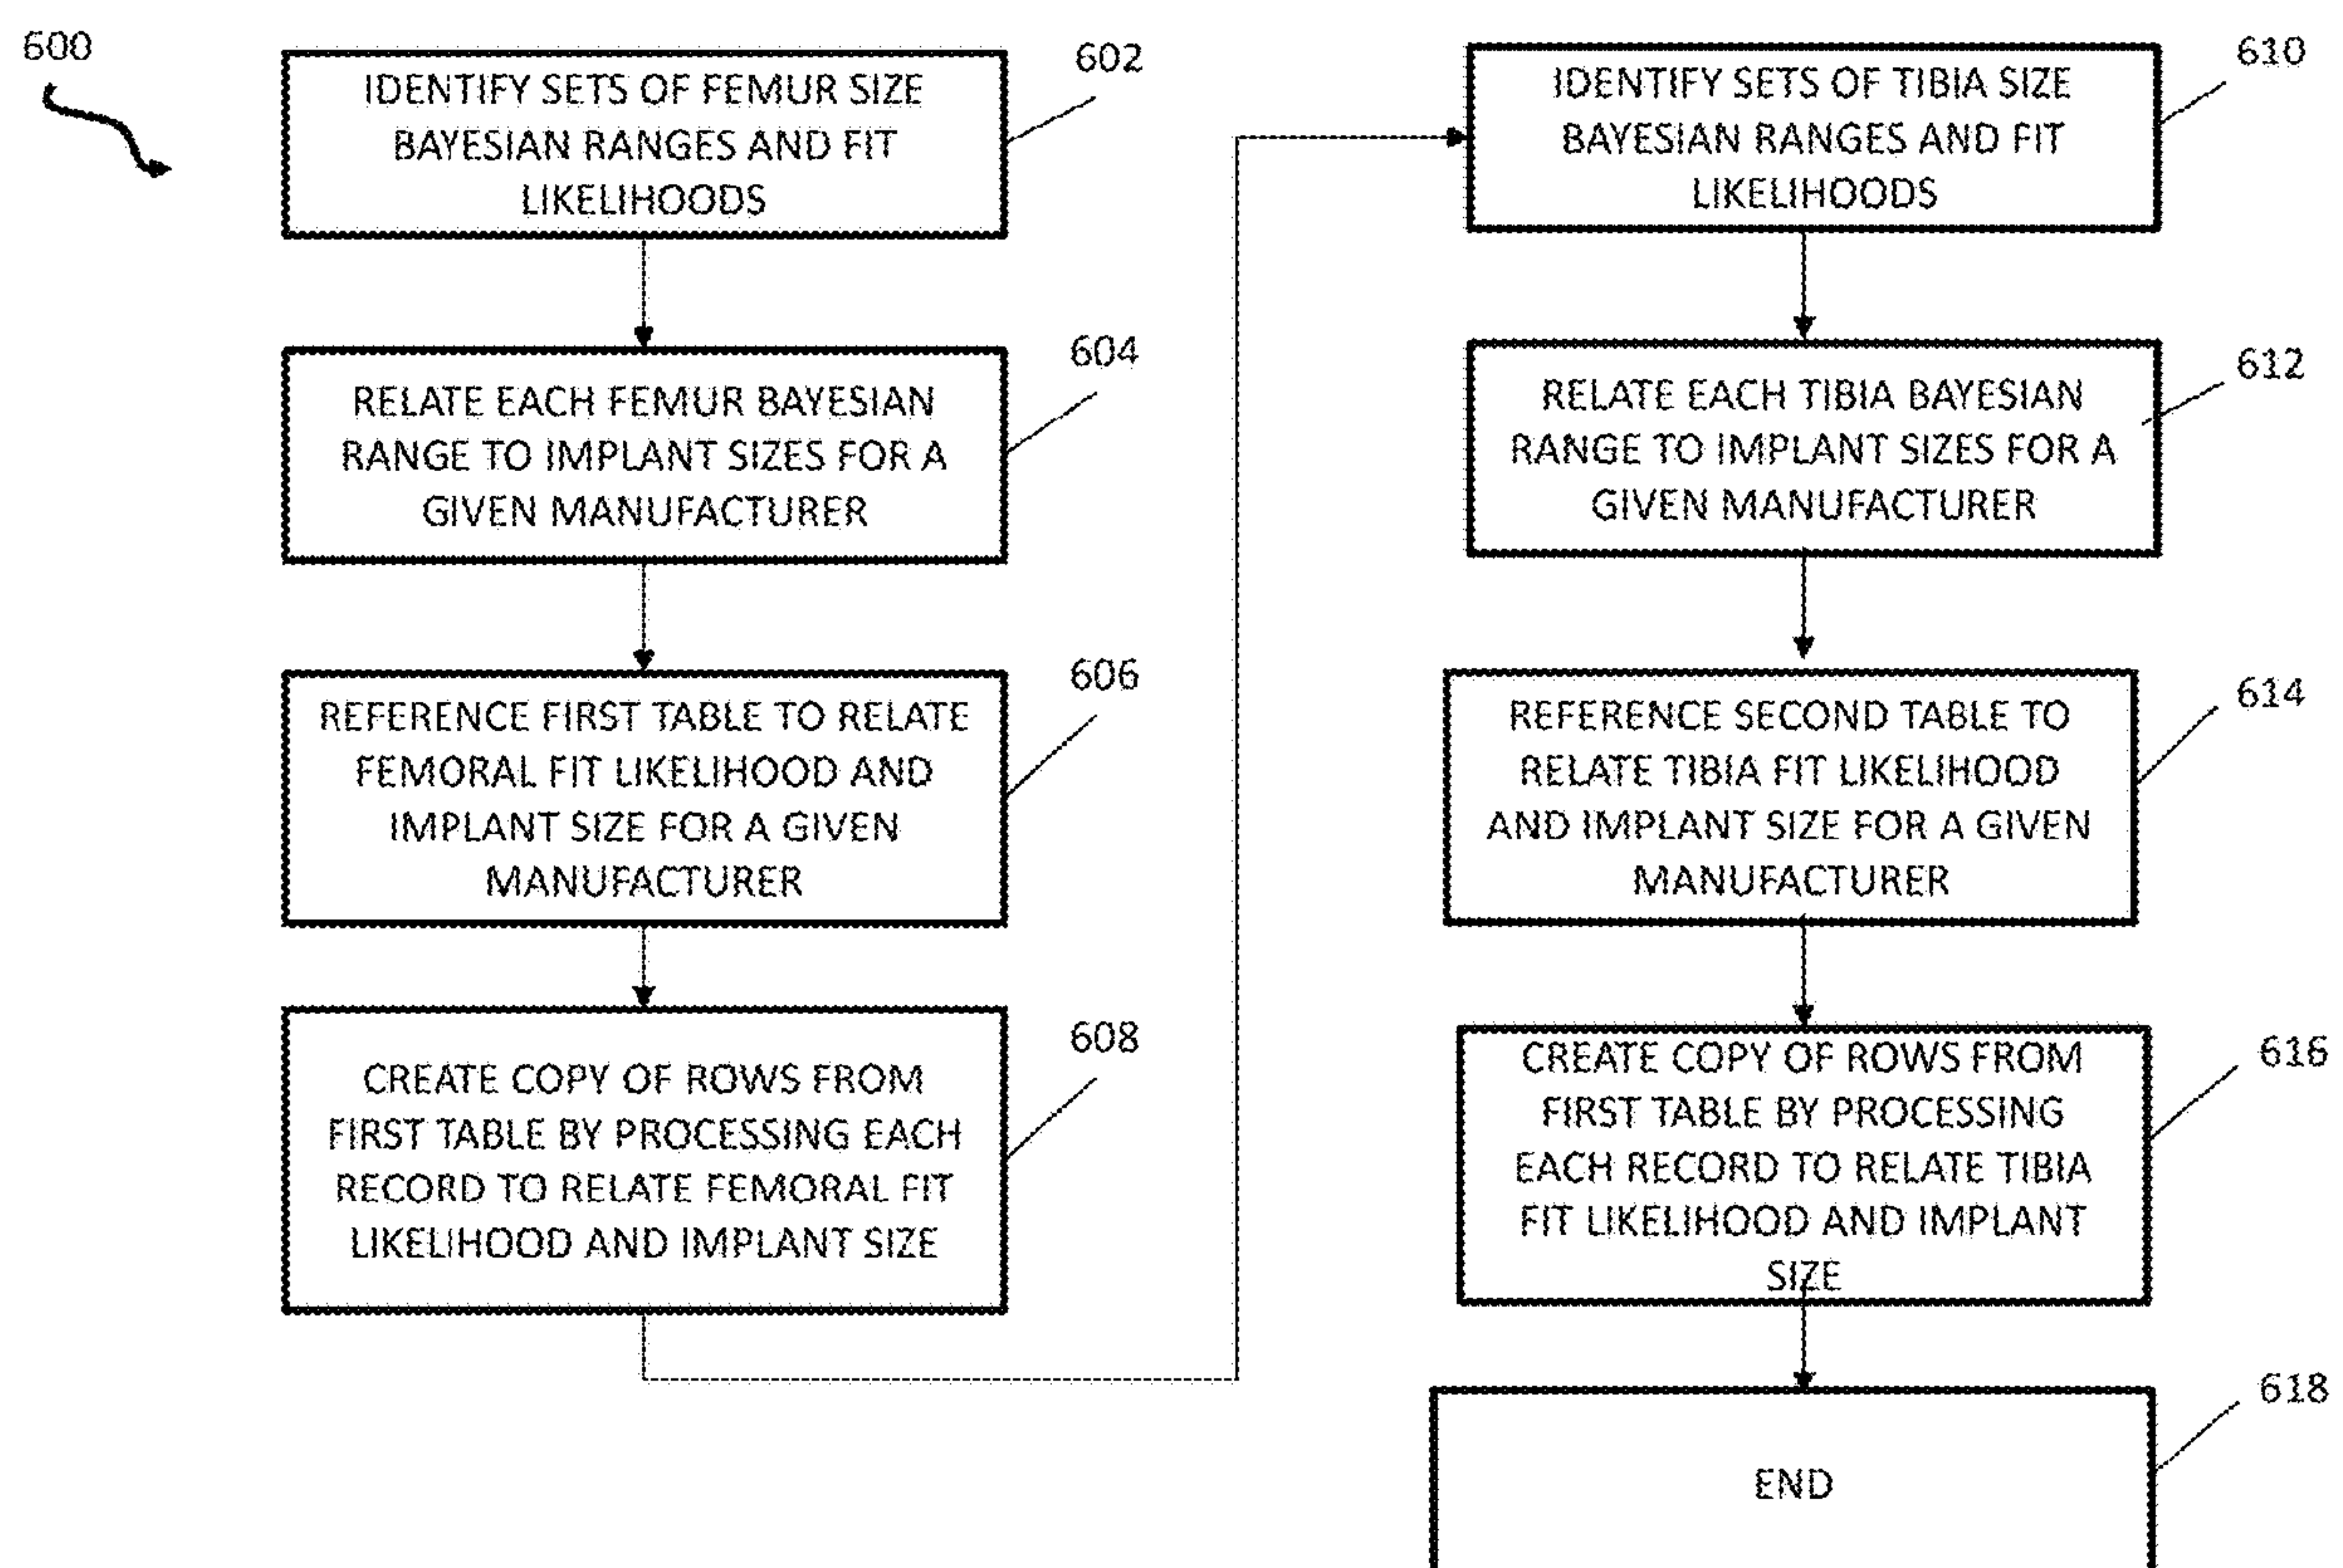 600
602
IDENTIFY SETS OF FEMUR SIZE
BAYESIAN RANGES AND FIT
LIKELIHOODS
604
RELATE EACH FEMUR BAYESIAN
RANGE TO IMPLANT SIZES FOR A
GIVEN MANUFACTURER
606
REFERENCE FIRST TABLE TO RELATE
FEMORAL FIT LIKELIHOOD AND
IMPLANT SIZE FOR A GIVEN
MANUFACTURER
608
CREATE COPY OF ROWS FROM
FIRST TABLE BY PROCESSING EACH
RECORD TO RELATE FEMORAL FIT
LIKELIHOOD AND IMPLANT SIZE
610
IDENTIFY SETS OF TIBIA SIZE
BAYESIAN RANGES AND FIT
LIKELIHOODS
612
RELATE EACH TIBIA BAYESIAN
RANGE TO IMPLANT SIZES FOR A
GIVEN MANUFACTURER
614
REFERENCE SECOND TABLE TO
RELATE TIBIA FIT LIKELIHOOD
AND IMPLANT SIZE FOR A GIVEN
MANUFACTURER
616
CREATE COPY OF ROWS FROM
FIRST TABLE BY PROCESSING
EACH RECORD TO RELATE TIBIA
FIT LIKELIHOOD AND IMPLANT
SIZE
618
END